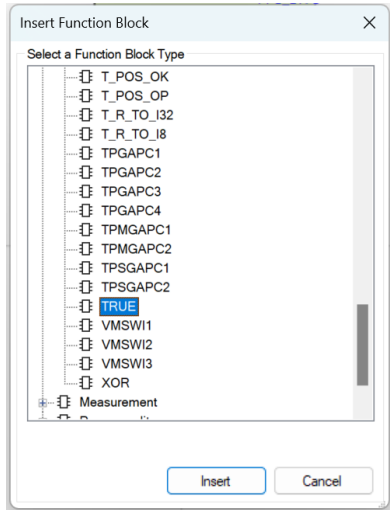 Insert Function Block
Select a Function Block Type
T_POS_OK
T_POS_OP
T_R_TO_I32
T_R_TO_I8
TPGAPC1
TPGAPC2
TPGAPC3
TPGAPC4
TPMGAPC1
TPMGAPC2
TPSGAPC1
TPSGAPC2
TRUE
VMSWI1
VMSWI2
VMSWI3
XOR
Measurement
Insert Cancel